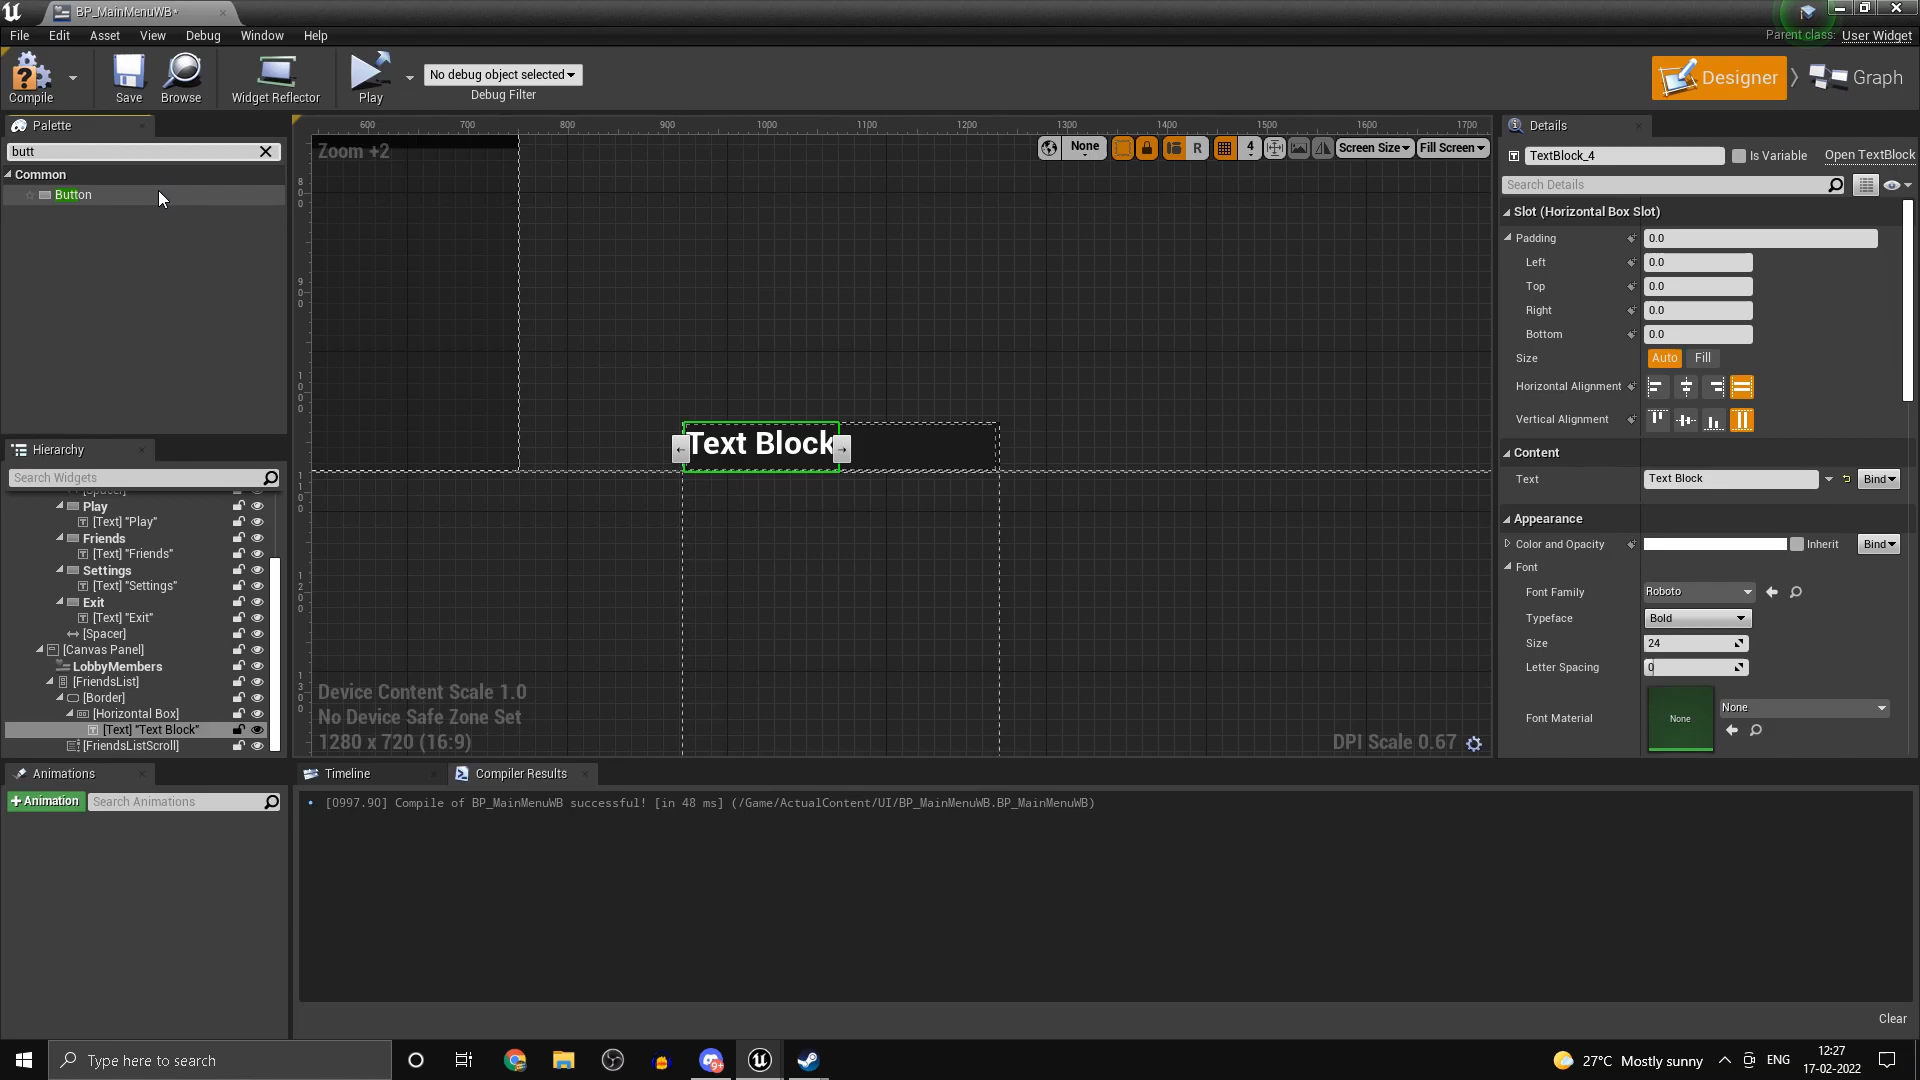 BP_MainMenuWB*
File Edit Asset View Debug Window Help
Parent class: User Widget
Compile
Save
Browse
Widget Reflector
Play
No debug object selected
Debug Filter
Designer
Graph
Palette
butt
Common
Button
Hierarchy
Search Widgets
[Spacer]
Play
[Text] "Play"
Friends
[Text] "Friends"
Settings
[Text] "Settings"
Exit
[Text] "Exit"
[Spacer]
[Canvas Panel]
LobbyMembers
[FriendsList]
[Border]
[Horizontal Box]
[Text] "Text Block"
[FriendsListScroll]
Animations
+Animation
Search Animations
600 700 800 900 1000 1100 1200 1300 1400 1500 1600 1700
Zoom +2
None
R
4
Screen Size
Fill Screen
800
900
1000
1100
1200
1300
Text Block
Device Content Scale 1.0
No Device Safe Zone Set
1280 x 720 (16:9)
DPI Scale 0.67
Timeline
Compiler Results
[0997.90] Compile of BP_MainMenuWB successful! [in 48 ms] (/Game/ActualContent/UI/BP_MainMenuWB.BP_MainMenuWB)
Clear
Details
TextBlock_4
Is Variable
Open TextBlock
Search Details
Slot (Horizontal Box Slot)
Padding 0.0
Left 0.0
Top 0.0
Right 0.0
Bottom 0.0
Size Auto Fill
Horizontal Alignment
Vertical Alignment
Content
Text Text Block Bind
Appearance
Color and Opacity Inherit Bind
Font
Font Family Roboto
Typeface Bold
Size 24
Letter Spacing 0
Font Material None None
Type here to search
9+
27°C Mostly sunny
ENG
12:27
17-02-2022